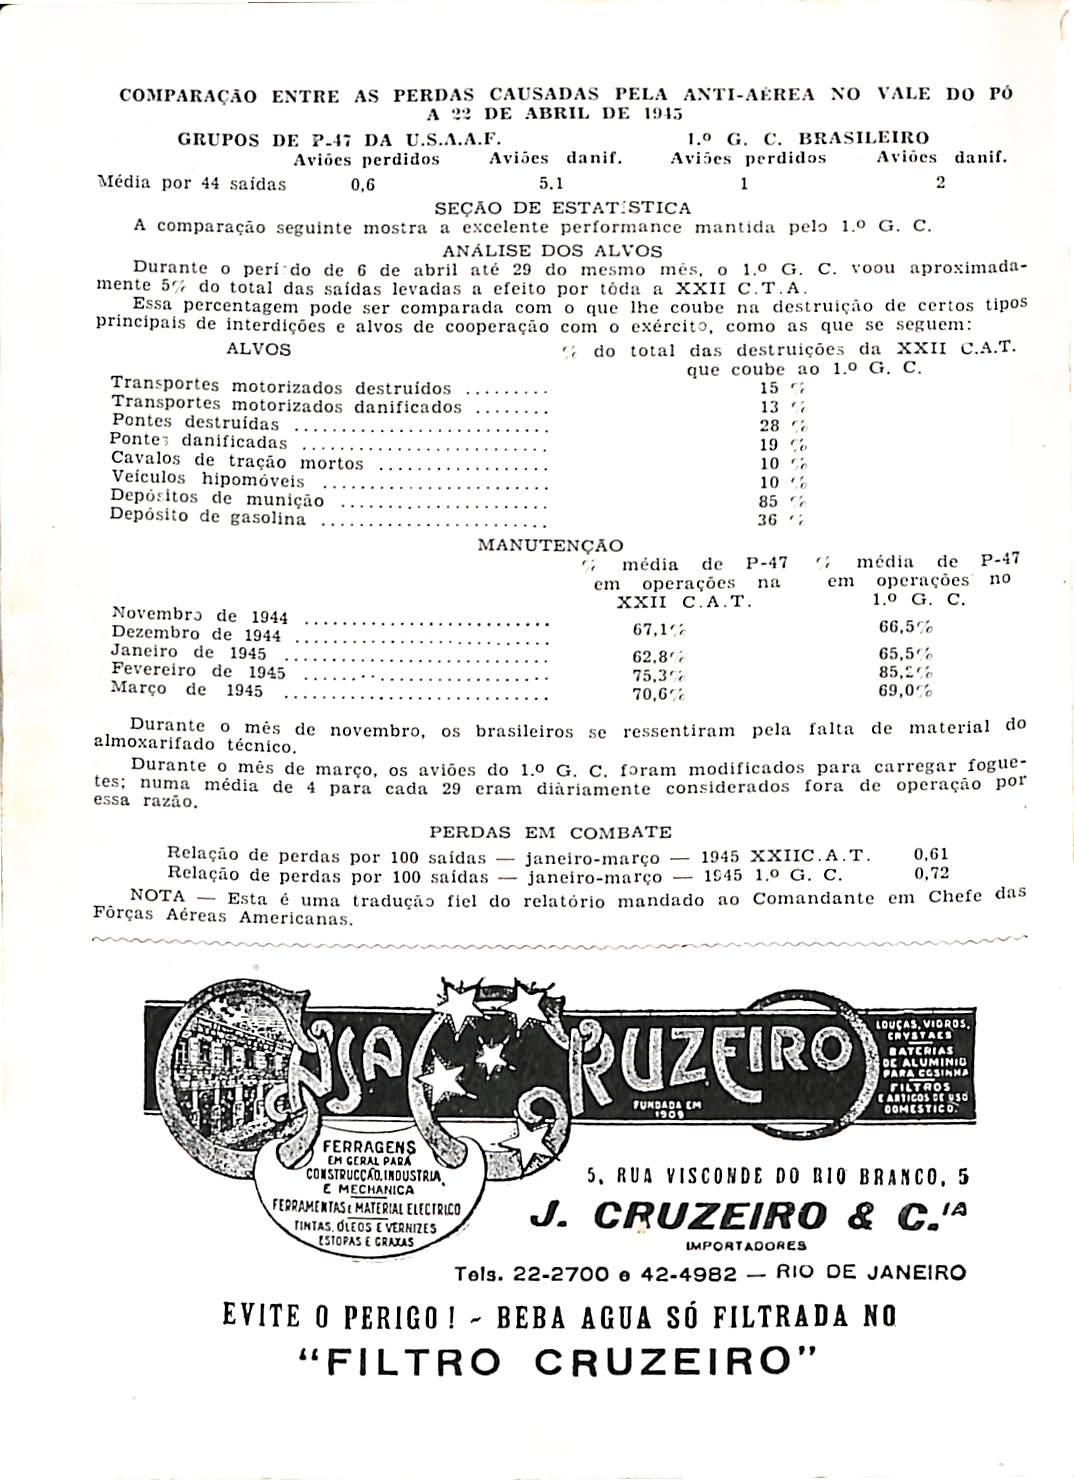 COMPARAÇÃO ENTRE AS PERDAS CAUSADAS PELA ANTI-AÉREA NO VALE DO PÓ
A 22 DE ABRIL DE 1945
GRUPOS DE P-47 DA U.S.A.A.F. 1.º G. C. BRASILEIRO
Aviões perdidos Aviões danif. Aviões perdidos Aviões danif.
Média por 44 saídas 0,6 5.1 1 2
SEÇÃO DE ESTATÍSTICA
A comparação seguinte mostra a excelente performance mantida pelo 1.º G. C.
ANÁLISE DOS ALVOS
Durante o período de 6 de abril até 29 do mesmo mês, o 1.º G. C. voou aproximada-
mente 5% do total das saídas levadas a efeito por tôda a XXII C.T.A.
Essa percentagem pode ser comparada com o que lhe coube na destruição de certos tipos
principais de interdições e alvos de cooperação com o exército, como as que se seguem:
ALVOS % do total das destruições da XXII C.A.T.
que coube ao 1.º G. C.
Transportes motorizados destruídos ......... 15 %
Transportes motorizados danificados ........ 13 %
Pontes destruídas .......................... 28 %
Pontes danificadas ......................... 19 %
Cavalos de tração mortos .................. 10 %
Veículos hipomóveis ....................... 10 %
Depósitos de munição ...................... 85 %
Depósito de gasolina ........................ 36 %
MANUTENÇÃO
% média de P-47 % média de P-47
em operações na em operações no
XXII C.A.T. 1.º G. C.
Novembro de 1944 ..........................
Dezembro de 1944 .......................... 67,1% 66,5%
Janeiro de 1945 ........................... 62,8% 65,5%
Fevereiro de 1945 ......................... 75,3% 85,2%
Março de 1945 ........................... 70,6% 69,0%
Durante o mês de novembro, os brasileiros se ressentiram pela falta de material do
almoxarifado técnico.
Durante o mês de março, os aviões do 1.º G. C. foram modificados para carregar fogue-
tes; numa média de 4 para cada 29 eram diàriamente considerados fora de operação por
essa razão.
PERDAS EM COMBATE
Relação de perdas por 100 saídas — janeiro-março — 1945 XXIIC.A.T. 0,61
Relação de perdas por 100 saídas — janeiro-março — 1945 1.º G. C. 0,72
NOTA — Esta é uma tradução fiel do relatório mandado ao Comandante em Chefe das
Fôrças Aéreas Americanas.
CASA CRUZEIRO
FUNDADA EM
1909
LOUÇAS, VIDROS,
CRYSTAES
BATERIAS
DE ALUMINIO
PARA COSINHA
FILTROS
E ARTIGOS DE USO
DOMESTICO.
FERRAGENS
EM GERAL PARA
CONSTRUCÇÃO, INDUSTRIA,
E MECHANICA
FERRAMENTAS E MATERIAL ELECTRICO
TINTAS, ÓLEOS E VERNIZES
ESTOPAS E GRAXAS
5, RUA VISCONDE DO RIO BRANCO, 5
J. CRUZEIRO & C.IA
IMPORTADORES
Tels. 22-2700 e 42-4982 — RIO DE JANEIRO
EVITE O PERIGO! - BEBA AGUA SÓ FILTRADA NO
"FILTRO CRUZEIRO"